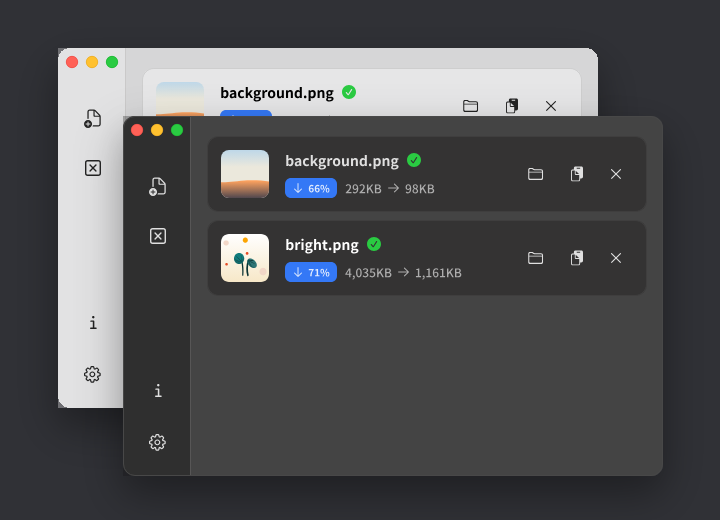 background.png
background.png
↓ 66% 292KB → 98KB
bright.png
↓ 71% 4,035KB → 1,161KB
i
i